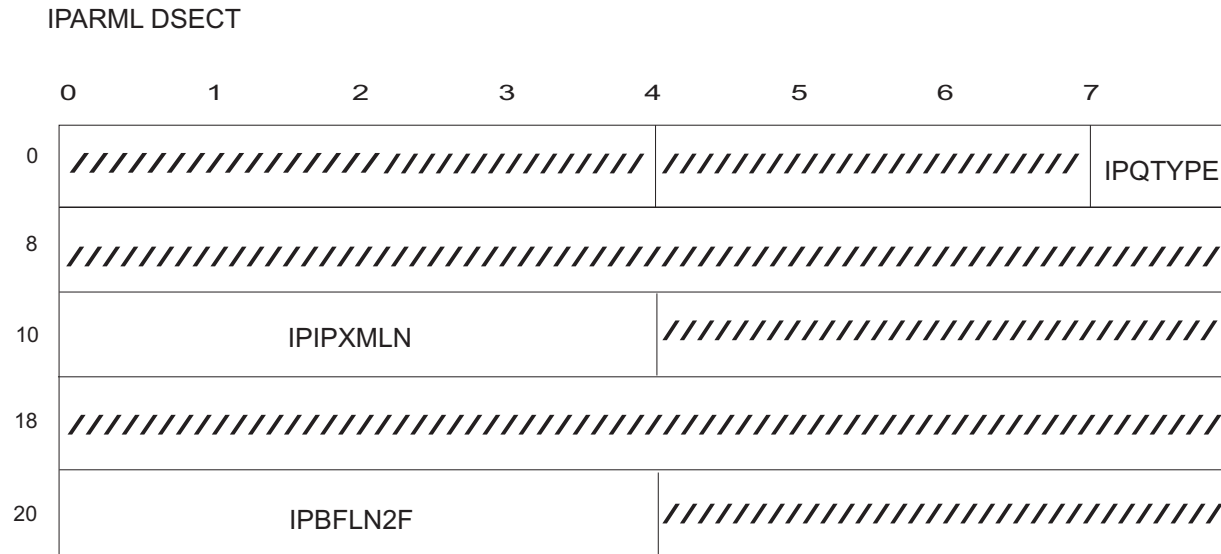 IPARML DSECT
0 1 2 3 4 5 6 7
0 IPQTYPE
8
10 IPIPXMLN
18
20 IPBFLN2F